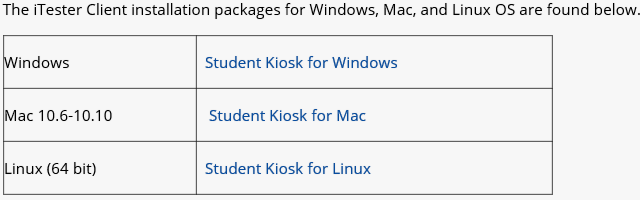 The iTester Client installation packages for Windows, Mac, and Linux OS are found below.
Windows Student Kiosk for Windows
Mac 10.6-10.10 Student Kiosk for Mac
Linux (64 bit) Student Kiosk for Linux